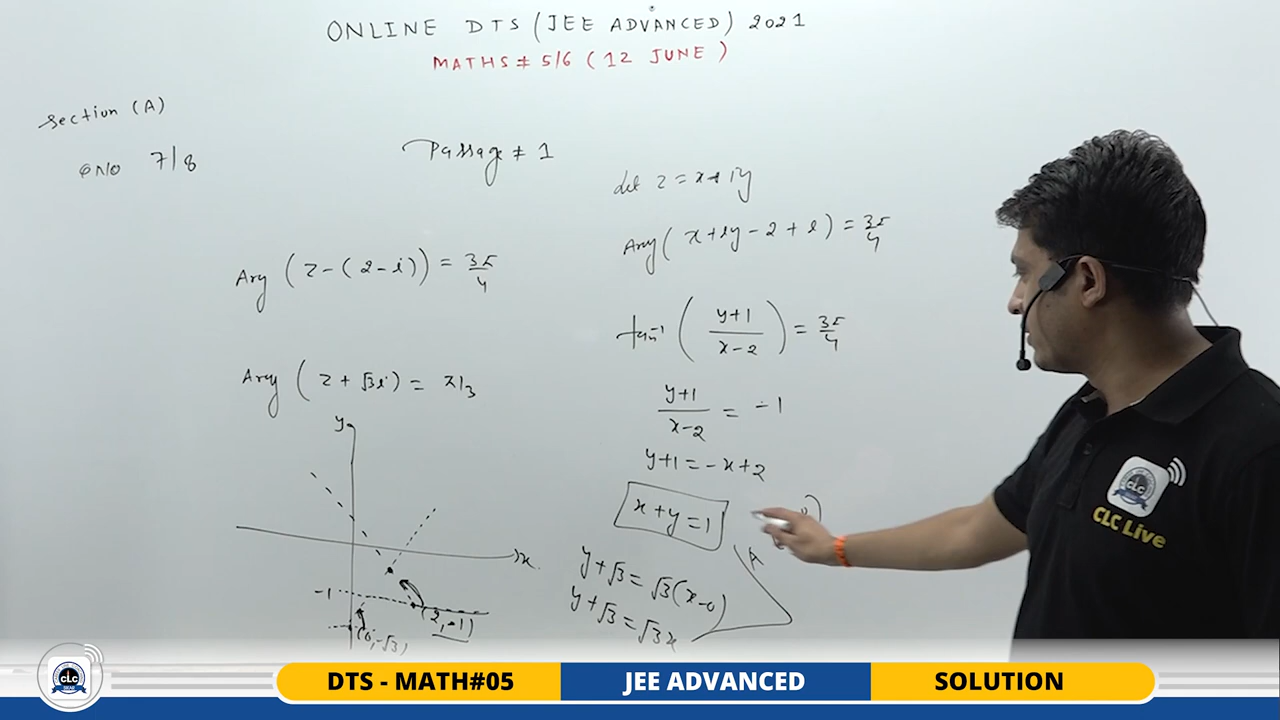 ONLINE DTS (JEE ADVANCED) 2021
MATHS # 5/6 (12 JUNE)
Section (A)
QNO 7/8
Passage # 1
Arg (z-(2-i)) = 3π/4
Arg (z+√3i) = π/3
y
x
-1
(2,-1)
(0,-√3)
let z = x+iy
Arg(x+iy-2+i) = 3π/4
tan⁻¹((y+1)/(x-2)) = 3π/4
(y+1)/(x-2) = -1
y+1 = -x+2
x+y=1
y+√3 = √3(x-0)
y+√3 = √3x
A
CLC
CLC Live
CLC
DTS - MATH#05
JEE ADVANCED
SOLUTION